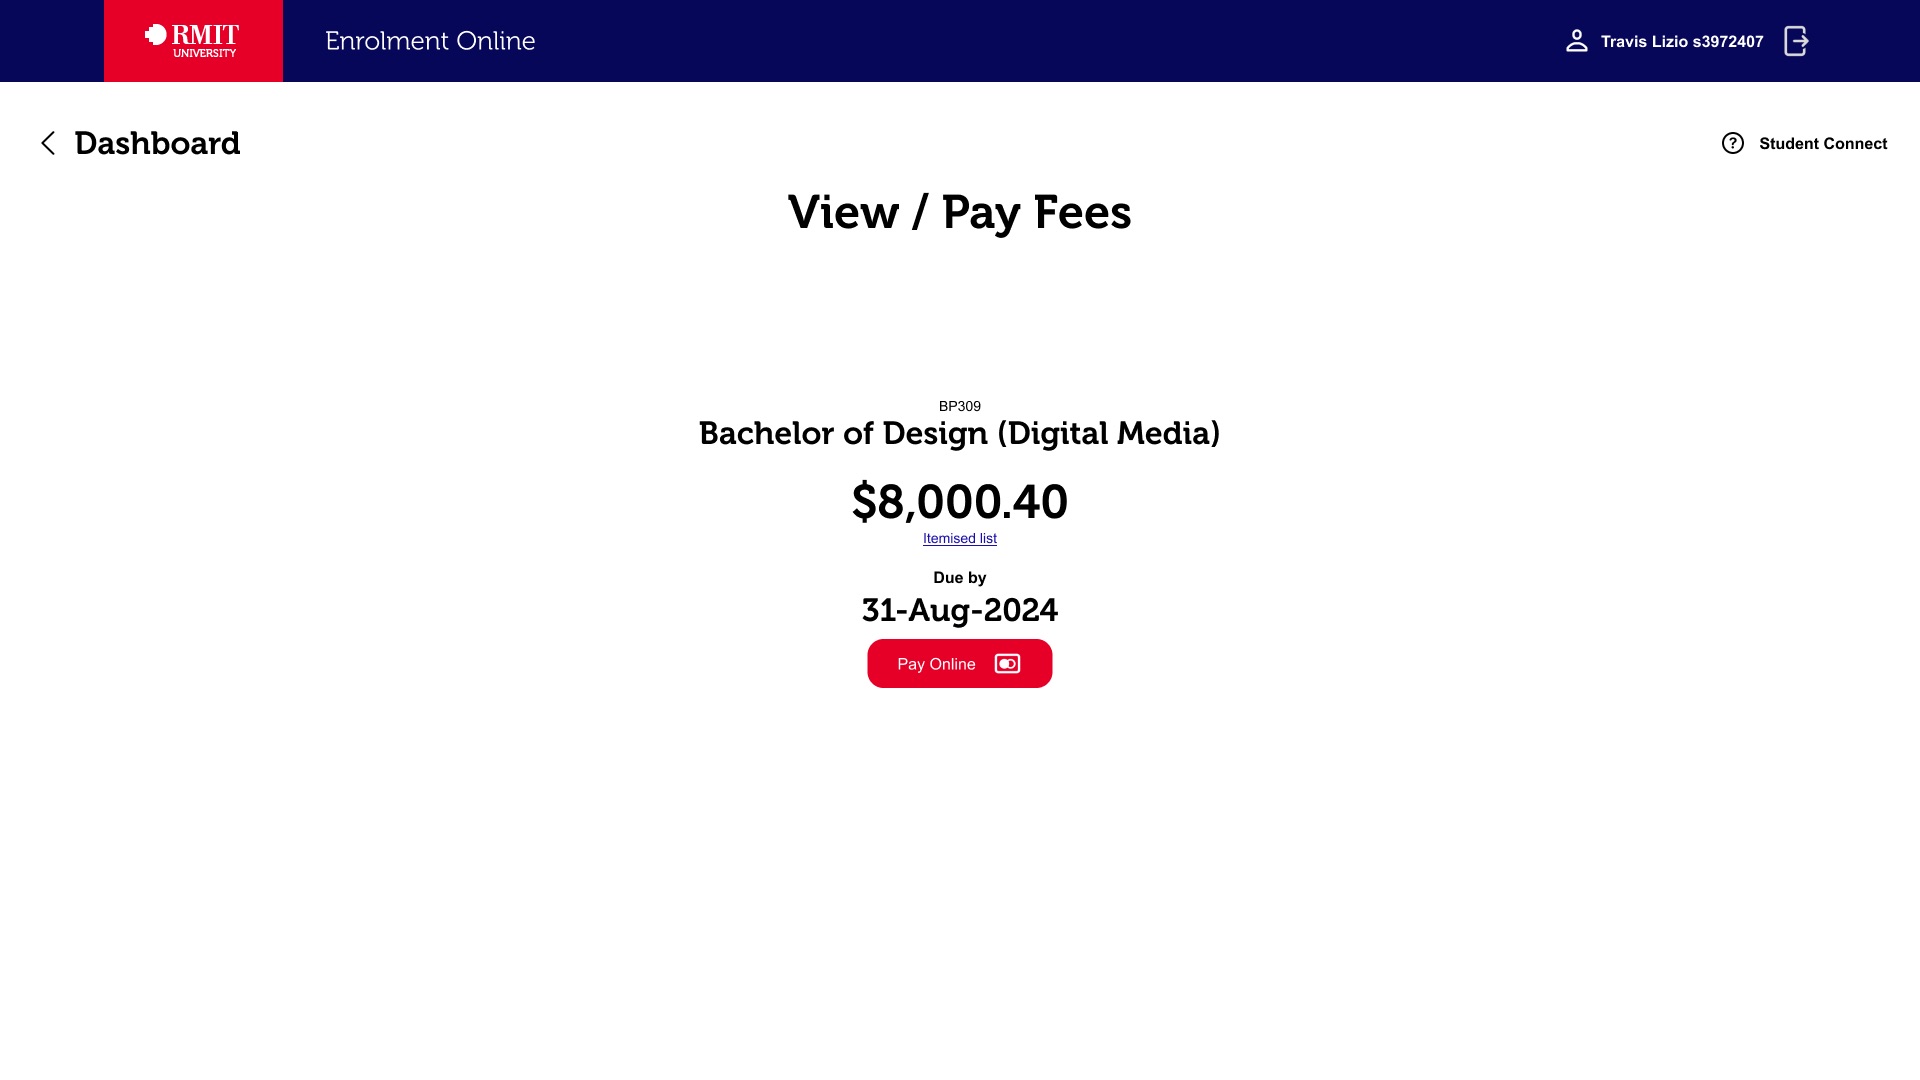 RMIT
UNIVERSITY
Enrolment Online
Travis Lizio s3972407
Dashboard
? Student Connect
View / Pay Fees
BP309
Bachelor of Design (Digital Media)
$8,000.40
Itemised list
Due by
31-Aug-2024
Pay Online